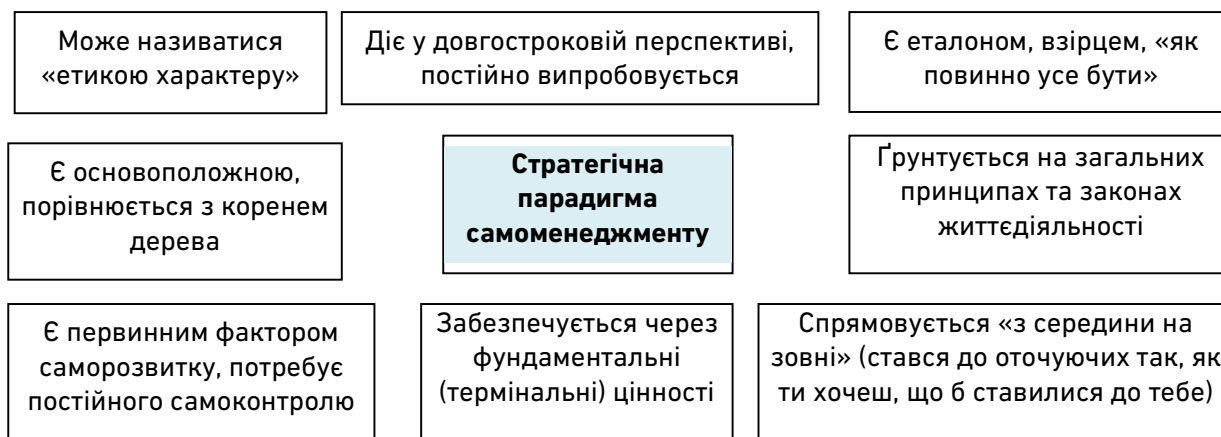 Може називатися
«етикою характеру»
Діє у довгостроковій перспективі,
постійно випробовується
Є еталоном, взірцем, «як
повинно усе бути»
Є основоположною,
порівнюється з коренем
дерева
Стратегічна
парадигма
самоменеджменту
Ґрунтується на загальних
принципах та законах
життєдіяльності
Є первинним фактором
саморозвитку, потребує
постійного самоконтролю
Забезпечується через
фундаментальні
(термінальні) цінності
Спрямовується «з середини на
зовні» (стався до оточуючих так, як
ти хочеш, що б ставилися до тебе)